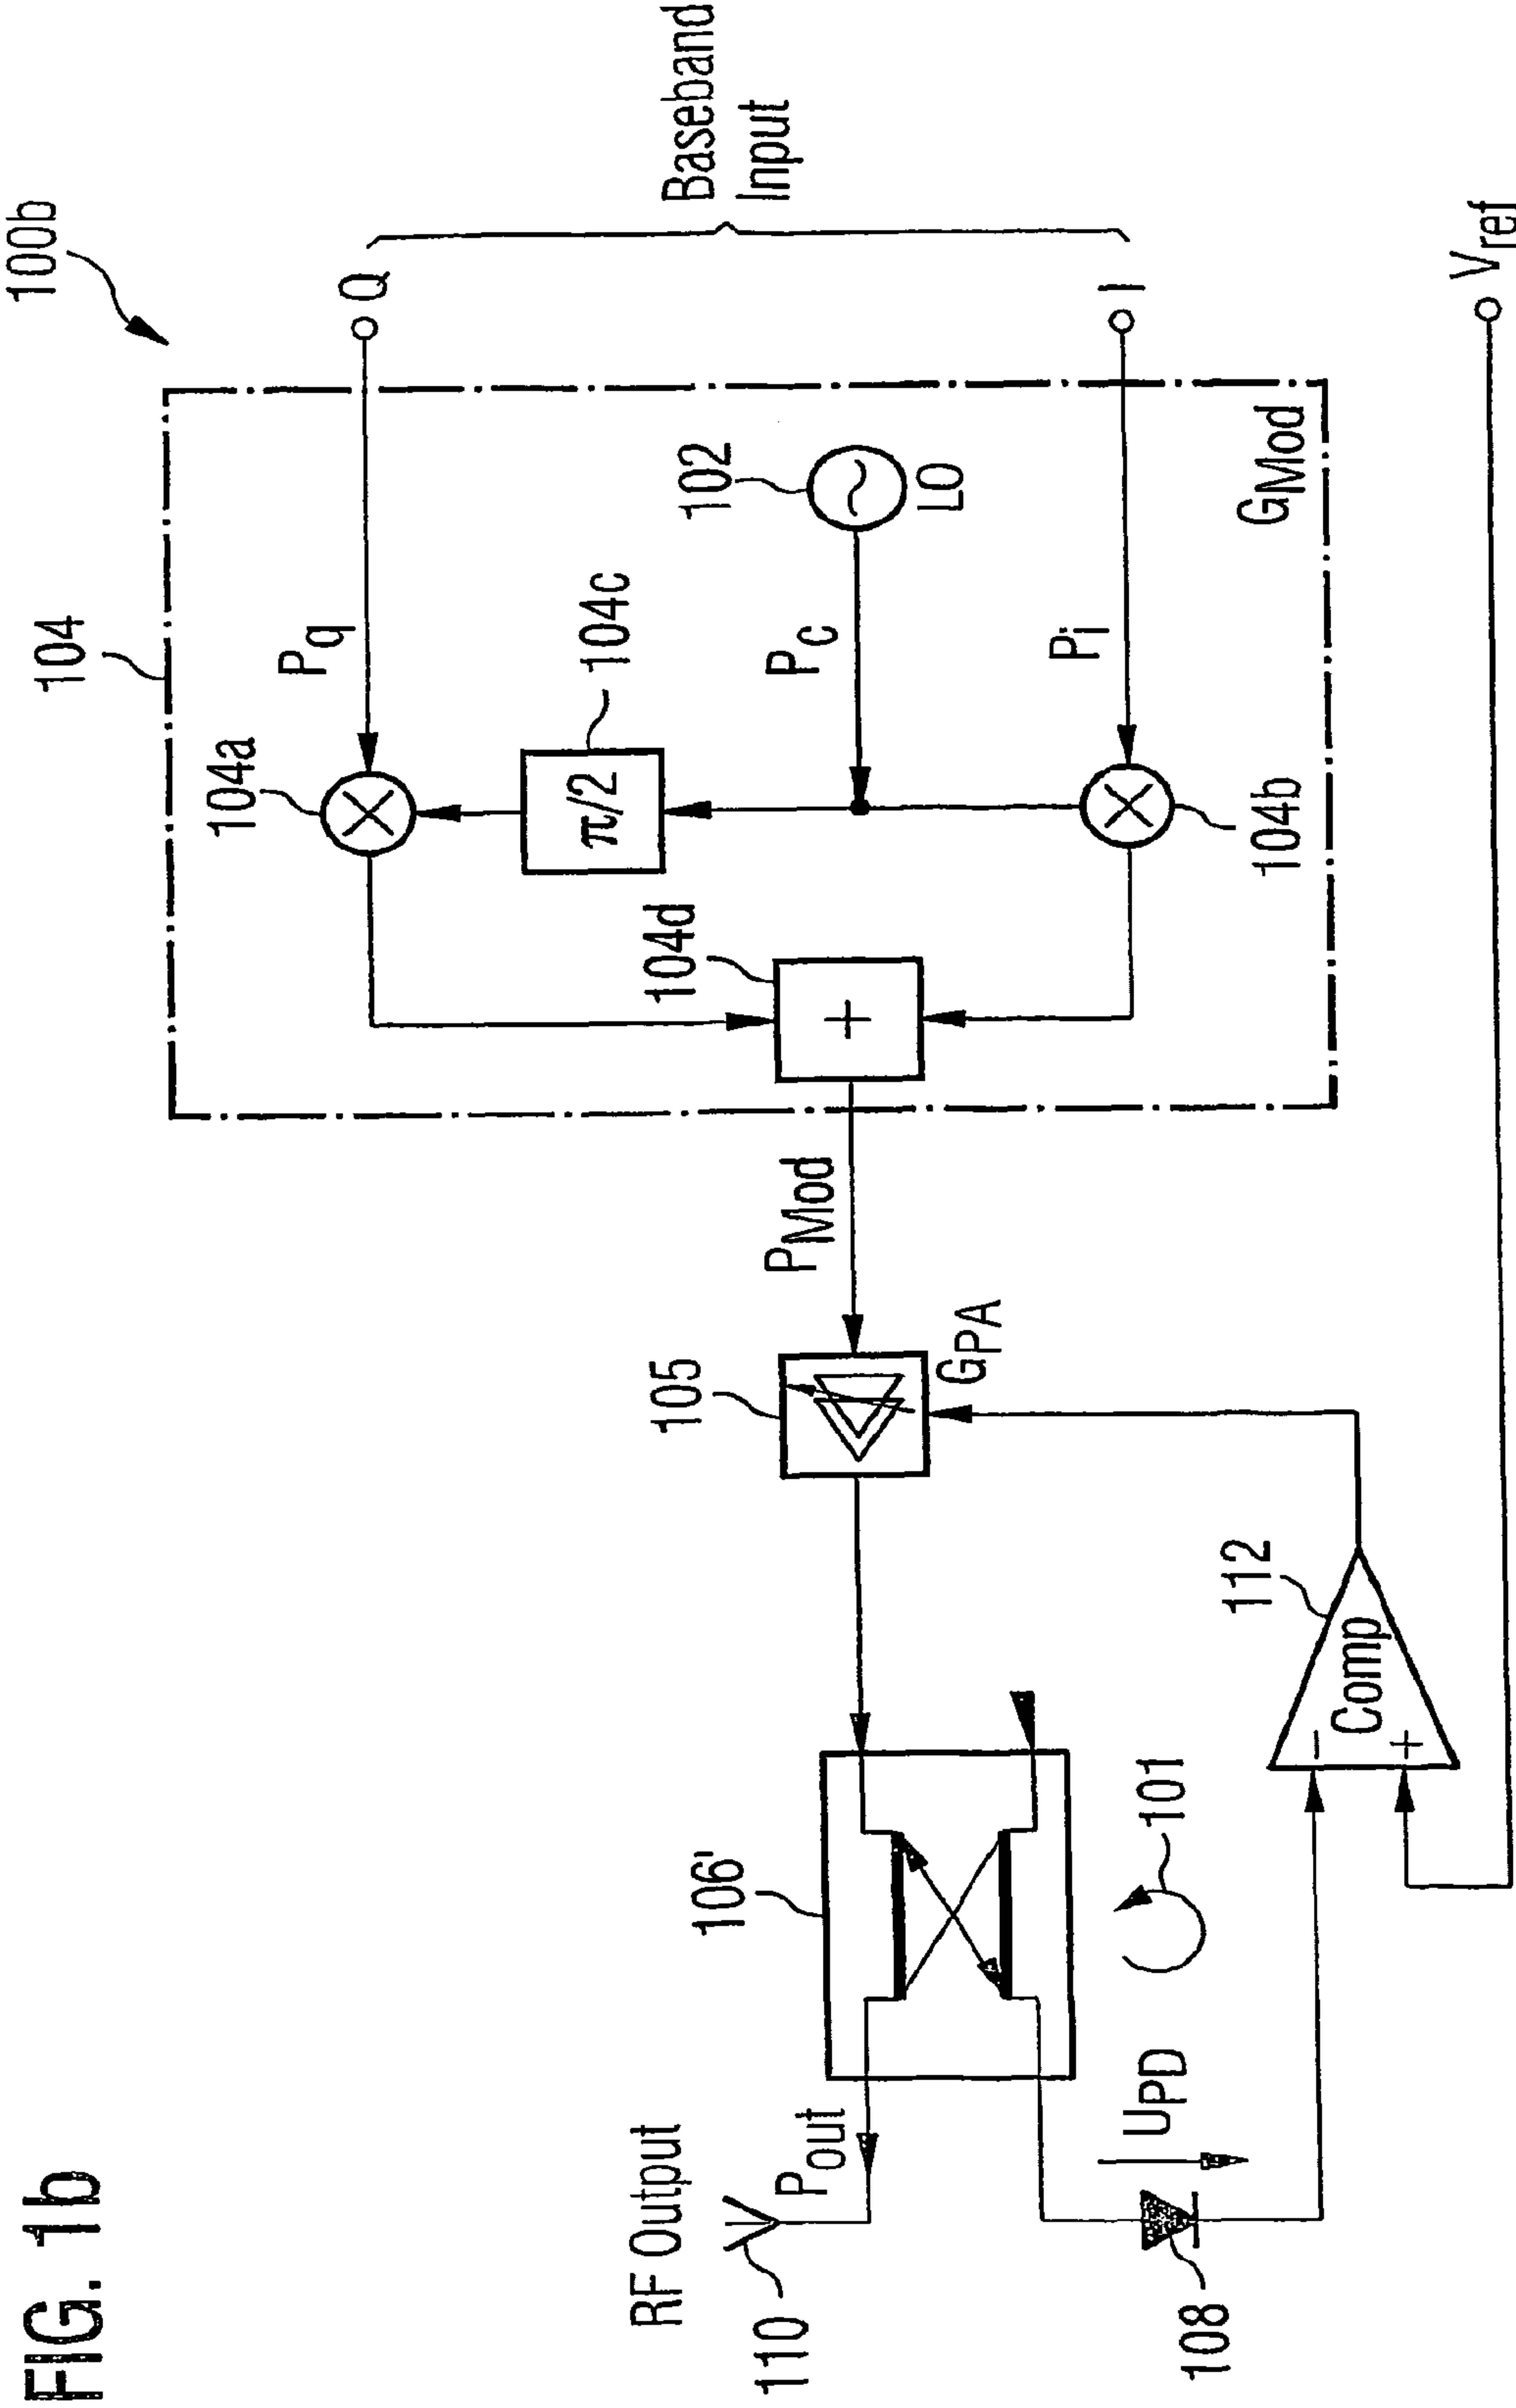 FIG. 1b
100b
104
Q
Baseband
Input
I
Vref
102
LO
Pq
Pc
Pi
GMod
104a
104c
π/2
104b
104d
+
PMod
105
GPA
106'
RF Output
Pout
110
UPD
108
101
112
Comp
−
+